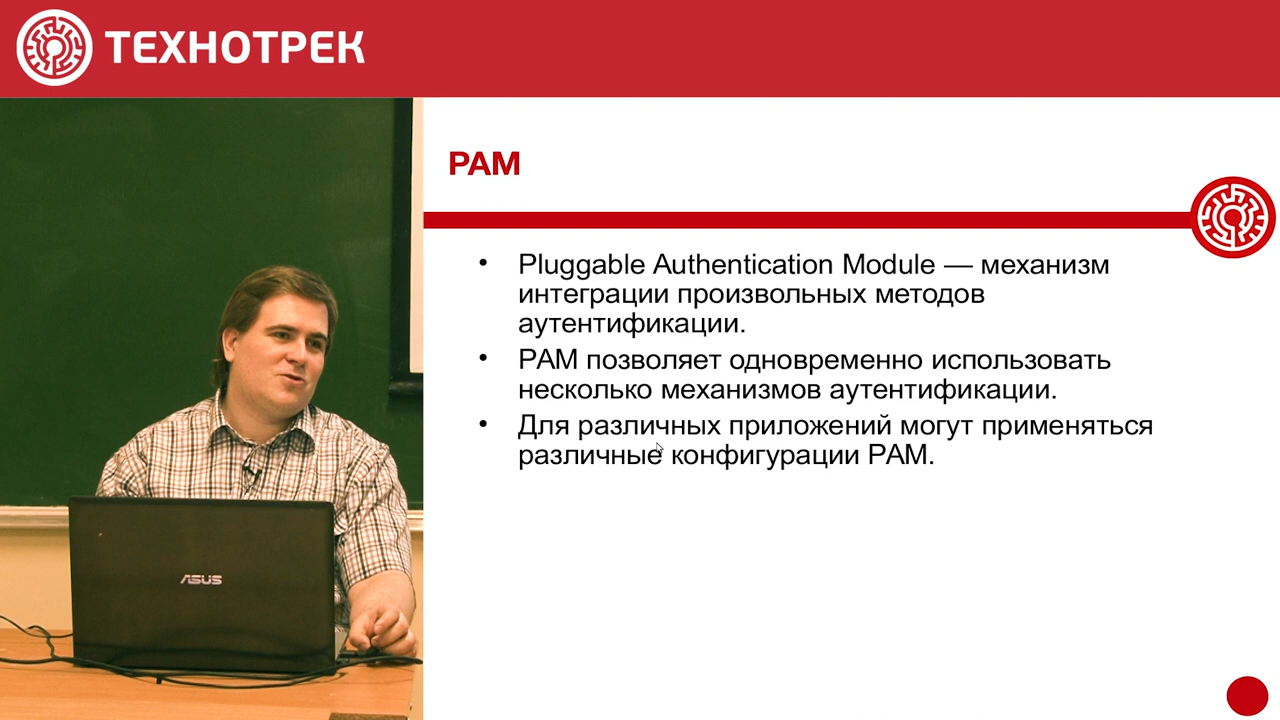 ТЕХНОТРЕК
PAM
• Pluggable Authentication Module — механизм
интеграции произвольных методов
аутентификации.
• PAM позволяет одновременно использовать
несколько механизмов аутентификации.
• Для различных приложений могут применяться
различные конфигурации PAM.
ASUS